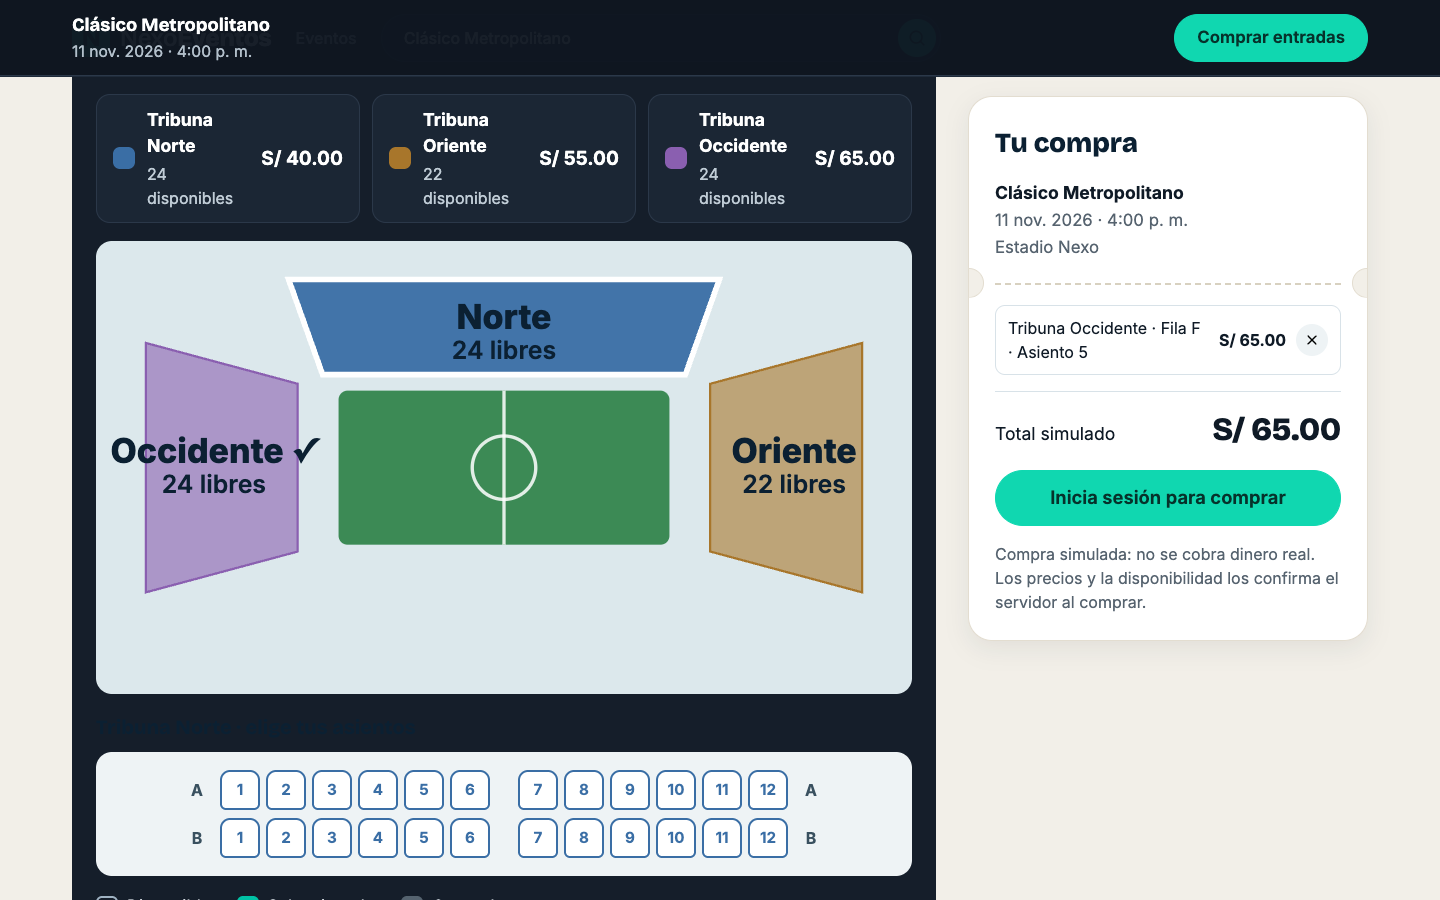 Clásico Metropolitano
11 nov. 2026 · 4:00 p. m.
Eventos
Clásico Metropolitano
Comprar entradas
Tribuna
Norte
24
disponibles
S/ 40.00
Tribuna
Oriente
22
disponibles
S/ 55.00
Tribuna
Occidente
24
disponibles
S/ 65.00
Norte
24 libres
Occidente ✓
24 libres
Oriente
22 libres
A 1 2 3 4 5 6 7 8 9 10 11 12 A
B 1 2 3 4 5 6 7 8 9 10 11 12 B
Tu compra
Clásico Metropolitano
11 nov. 2026 · 4:00 p. m.
Estadio Nexo
Tribuna Occidente · Fila F
· Asiento 5
S/ 65.00 ✕
Total simulado
S/ 65.00
Inicia sesión para comprar
Compra simulada: no se cobra dinero real.
Los precios y la disponibilidad los confirma el
servidor al comprar.